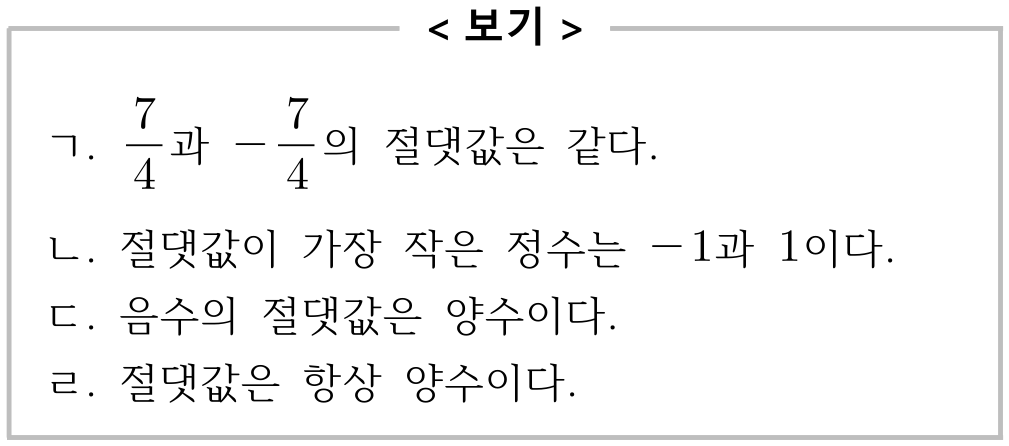 < 보기 >
ㄱ. 7/4과 -7/4의 절댓값은 같다.
ㄴ. 절댓값이 가장 작은 정수는 -1과 1이다.
ㄷ. 음수의 절댓값은 양수이다.
ㄹ. 절댓값은 항상 양수이다.